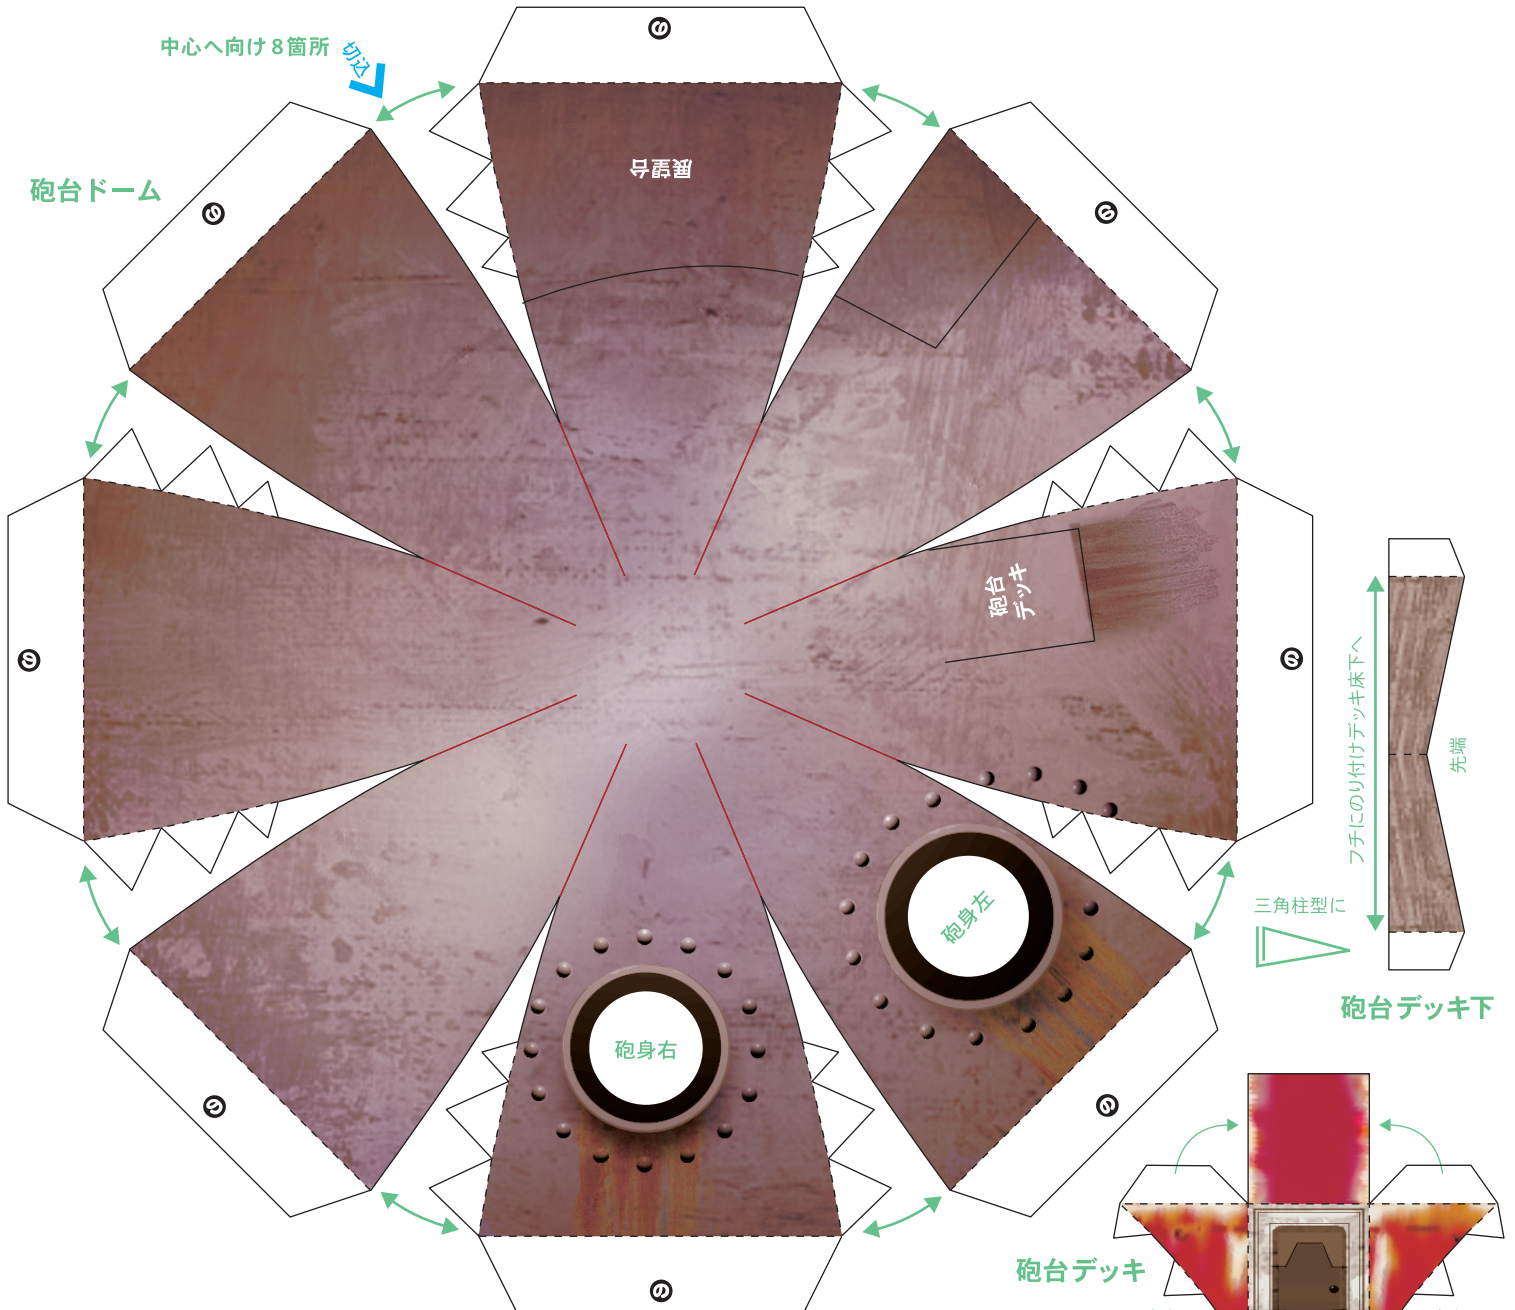 中心へ向け8箇所
切込
砲台ドーム
展望台
砲台
デッキ
砲身左
砲身右
フチにのり付けデッキ床下へ
先端
三角柱型に
砲台デッキ下
砲台デッキ